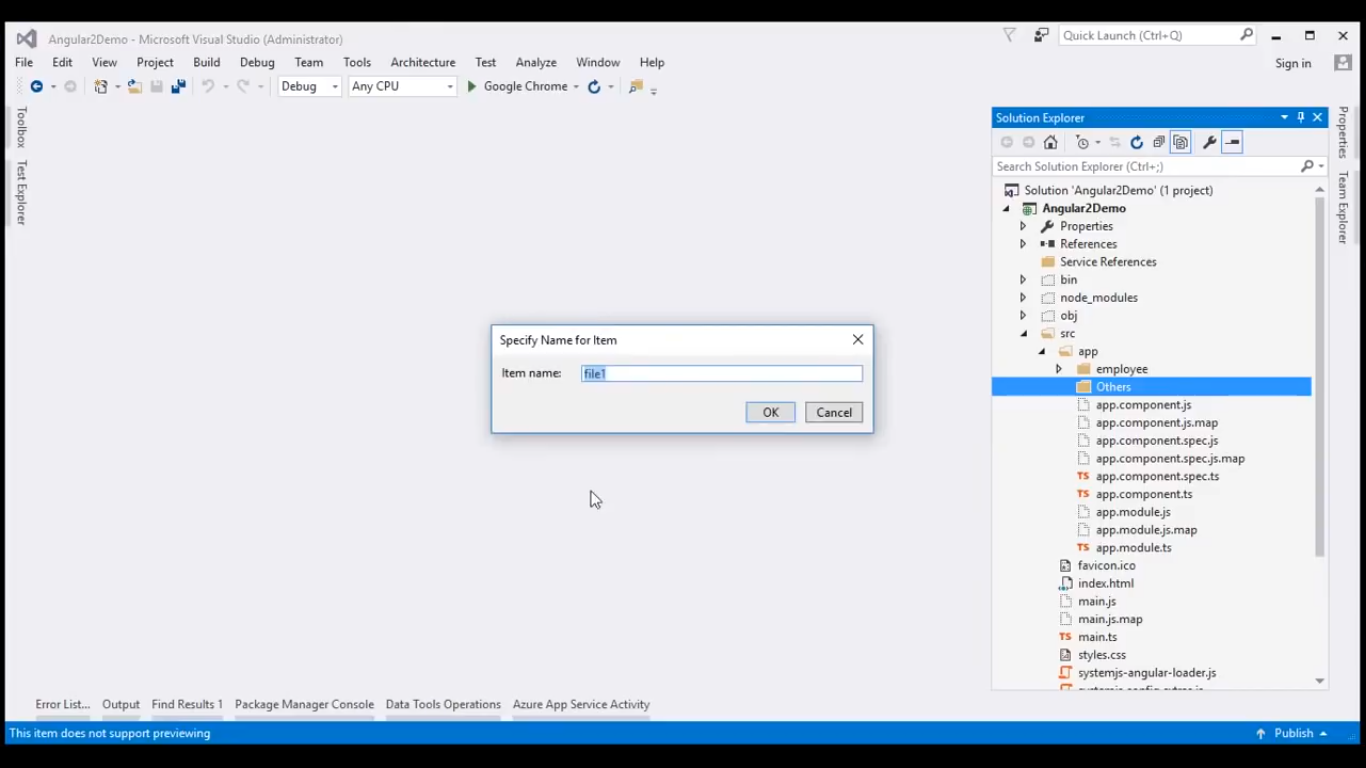 Angular2Demo - Microsoft Visual Studio (Administrator)
Quick Launch (Ctrl+Q)
File Edit View Project Build Debug Team Tools Architecture Test Analyze Window Help
Sign in
Debug Any CPU Google Chrome
Toolbox
Test Explorer
Specify Name for Item
Item name: file1
OK Cancel
Solution Explorer
Search Solution Explorer (Ctrl+;)
Solution 'Angular2Demo' (1 project)
Angular2Demo
Properties
References
Service References
bin
node_modules
obj
src
app
employee
Others
app.component.js
app.component.js.map
app.component.spec.js
app.component.spec.js.map
TS app.component.spec.ts
TS app.component.ts
app.module.js
app.module.js.map
TS app.module.ts
favicon.ico
index.html
main.js
main.js.map
TS main.ts
styles.css
systemjs-angular-loader.js
Properties
Team Explorer
Error List... Output Find Results 1 Package Manager Console Data Tools Operations Azure App Service Activity
This item does not support previewing
Publish